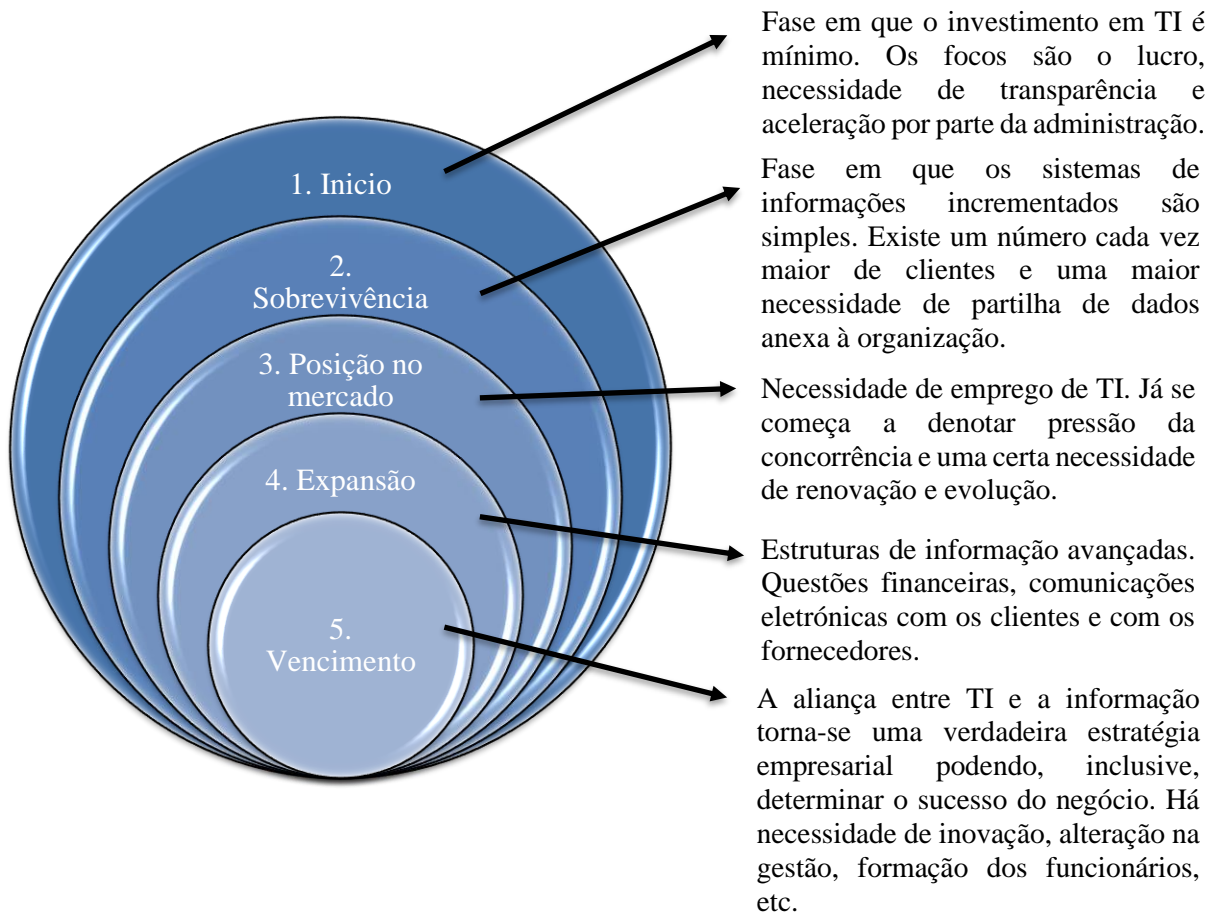 1. Inicio
2.
Sobrevivência
3. Posição no
mercado
4. Expansão
5.
Vencimento
Fase em que o investimento em TI é
mínimo. Os focos são o lucro,
necessidade de transparência e
aceleração por parte da administração.
Fase em que os sistemas de
informações incrementados são
simples. Existe um número cada vez
maior de clientes e uma maior
necessidade de partilha de dados
anexa à organização.
Necessidade de emprego de TI. Já se
começa a denotar pressão da
concorrência e uma certa necessidade
de renovação e evolução.
Estruturas de informação avançadas.
Questões financeiras, comunicações
eletrónicas com os clientes e com os
fornecedores.
A aliança entre TI e a informação
torna-se uma verdadeira estratégia
empresarial podendo, inclusive,
determinar o sucesso do negócio. Há
necessidade de inovação, alteração na
gestão, formação dos funcionários,
etc.